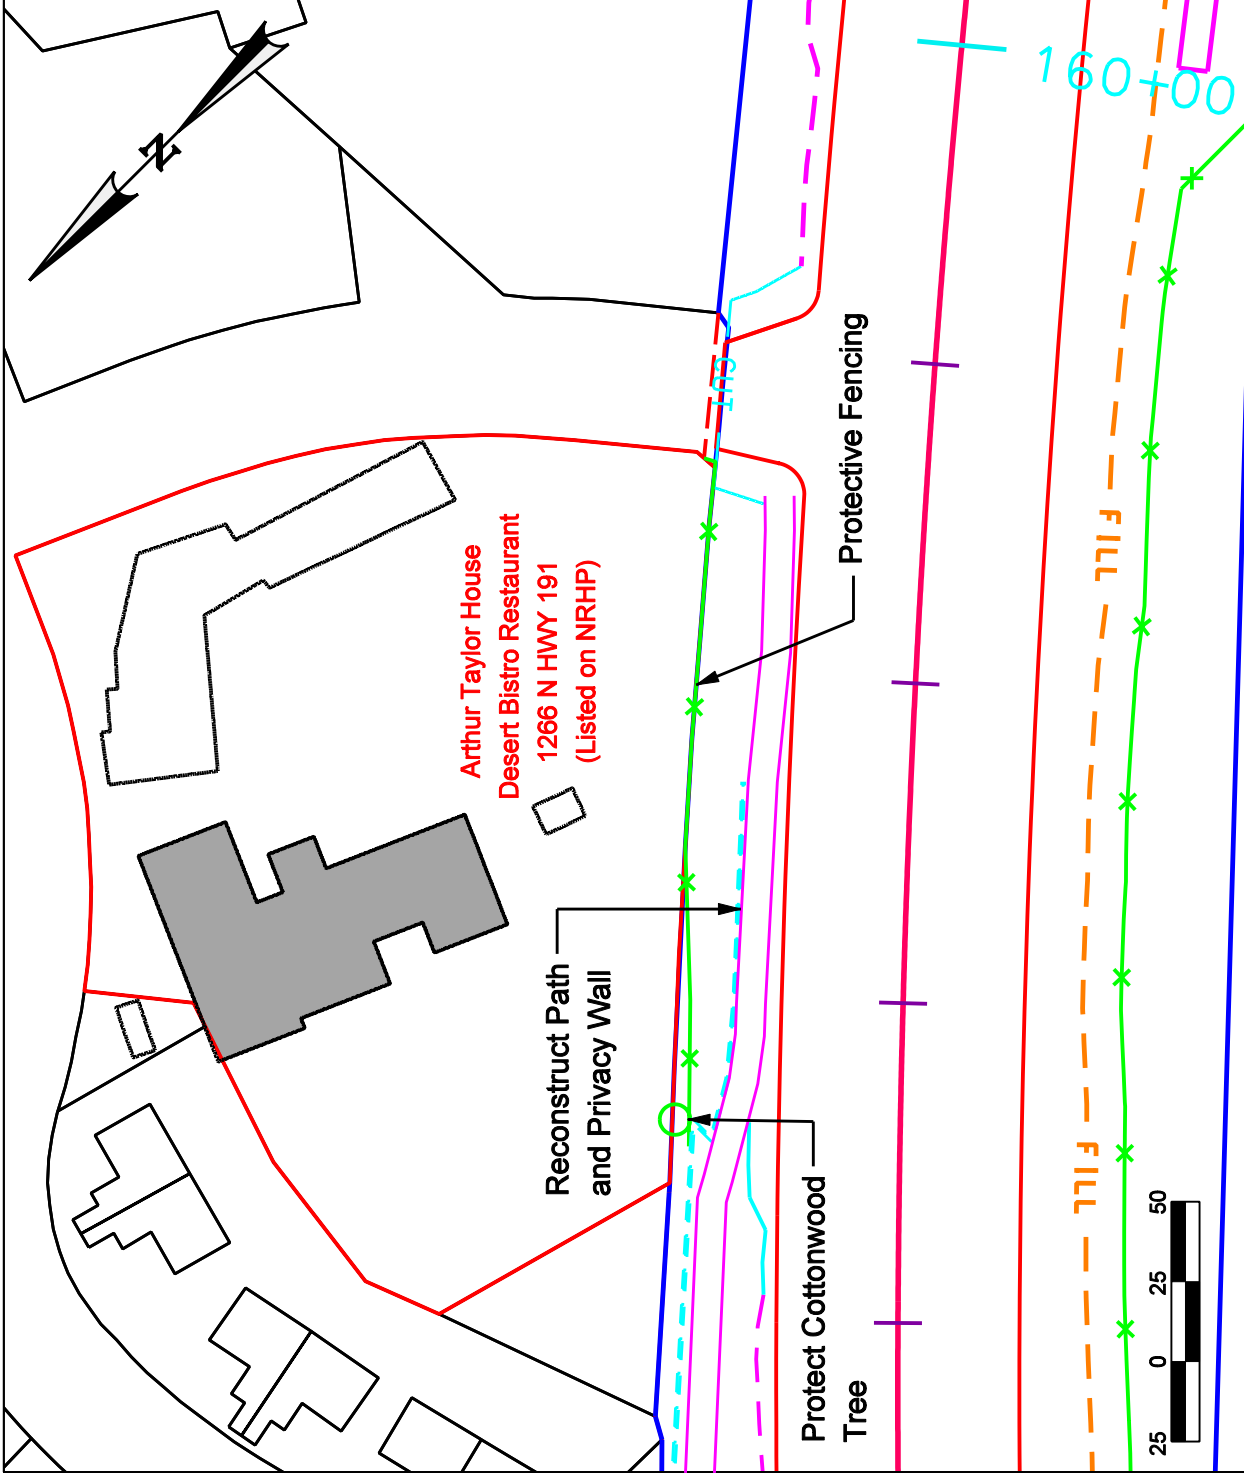 N
160+00
CUT
Protective Fencing
Arthur Taylor House
Desert Bistro Restaurant
1266 N HWY 191
(Listed on NRHP)
FILL
Reconstruct Path
and Privacy Wall
FILL
Protect Cottonwood
Tree
25 0 25 50